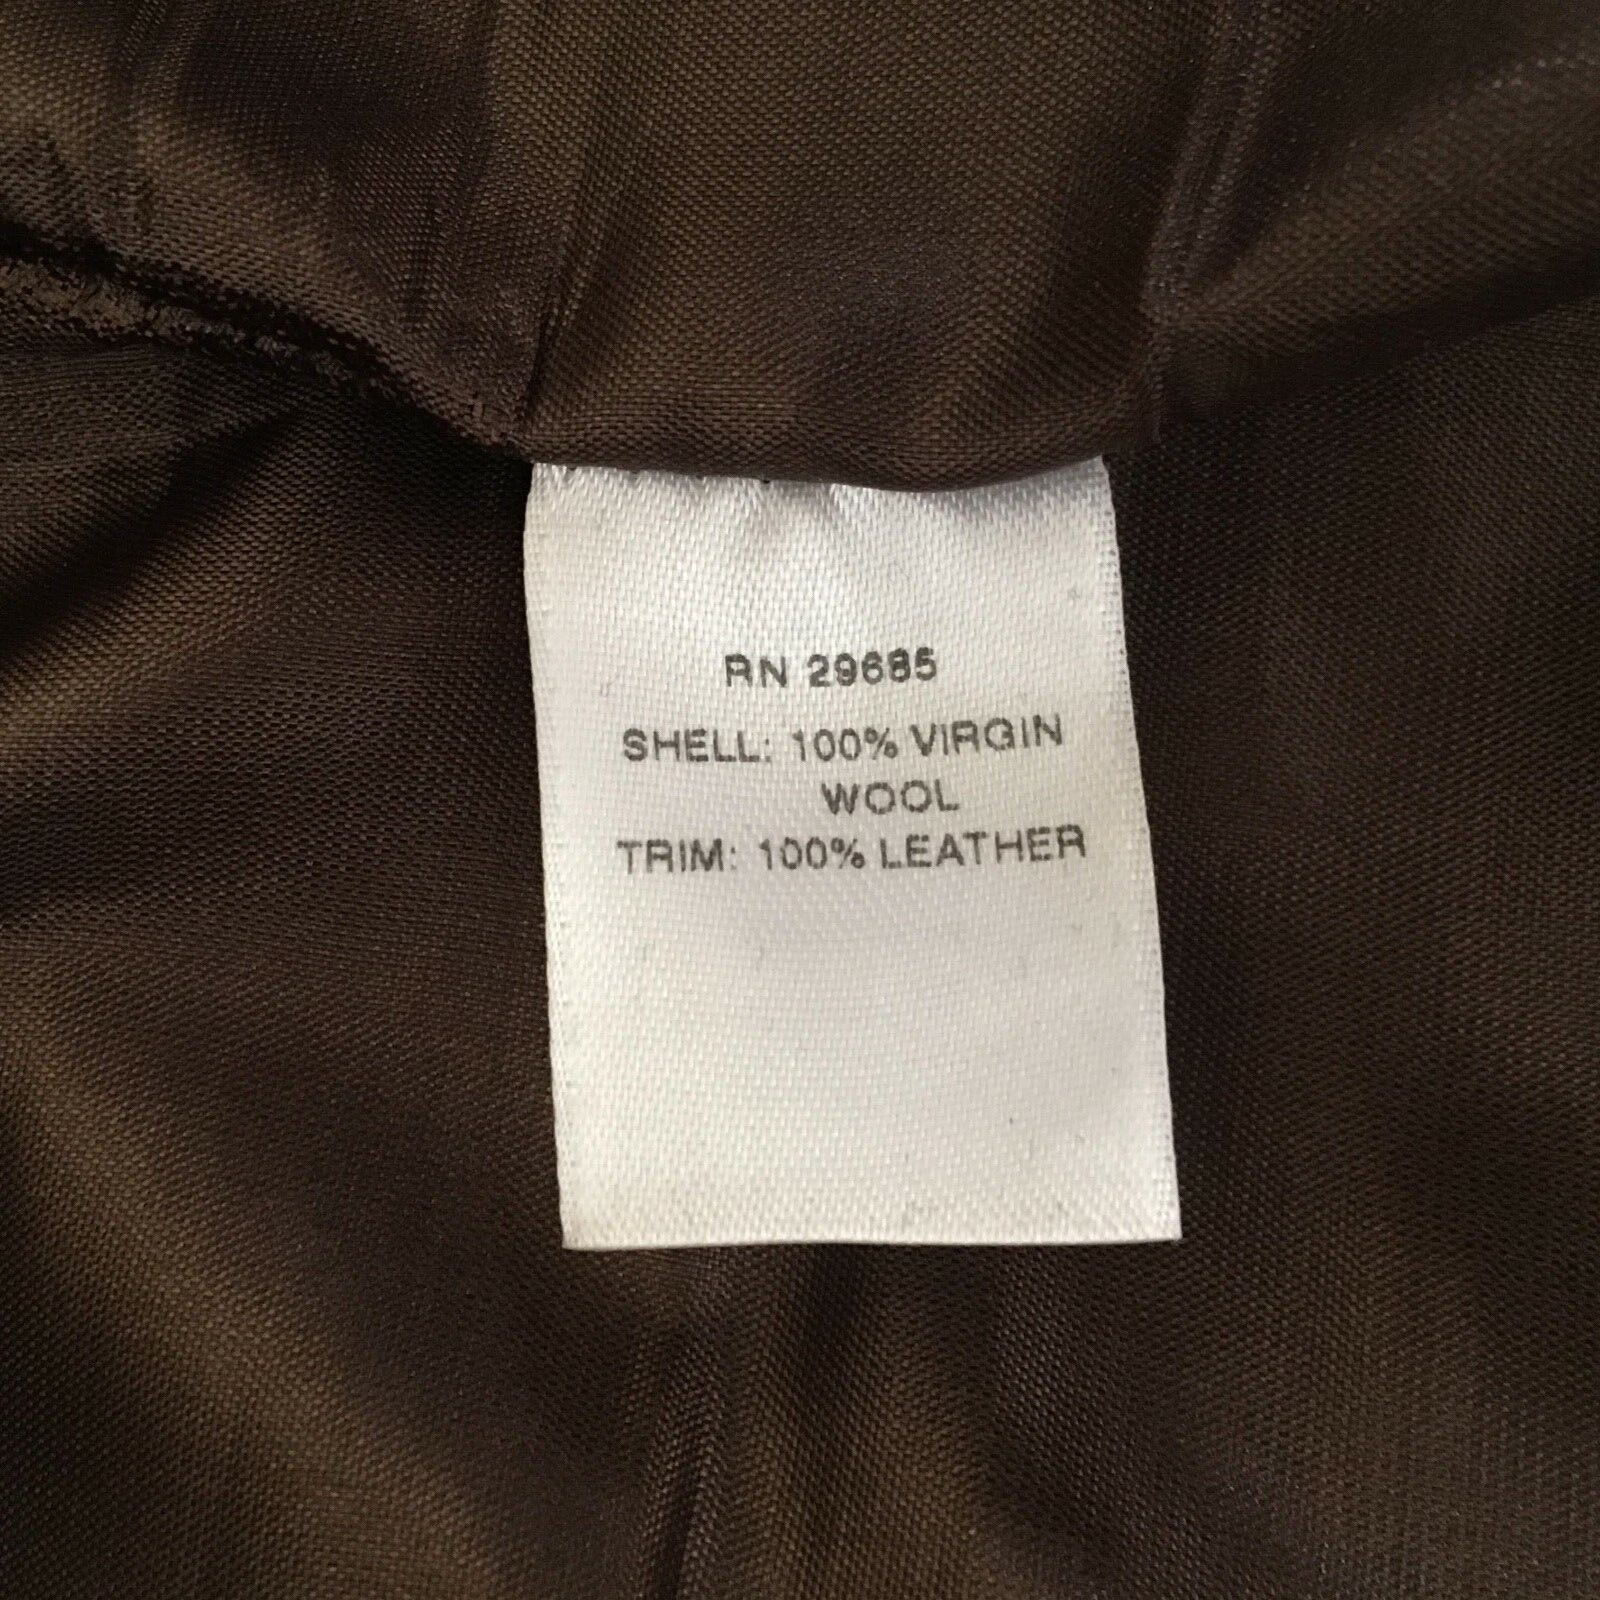 RN 29685
SHELL: 100% VIRGIN
WOOL
TRIM: 100% LEATHER